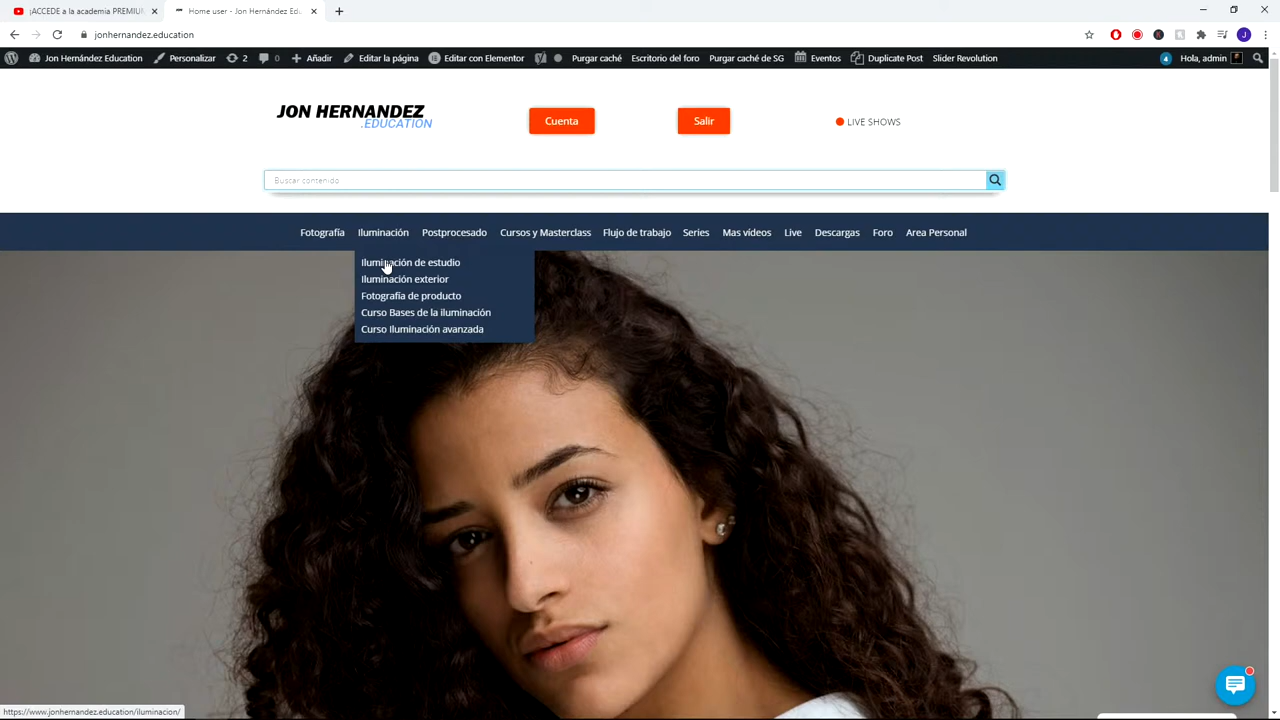 ¡ACCEDE a la academia PREMIUM
Home user - Jon Hernández Edu
jonhernandez.education
Jon Hernández Education
Personalizar
2
0
Añadir
Editar la página
Editar con Elementor
Purgar caché
Escritorio del foro
Purgar caché de SG
Eventos
Duplicate Post
Slider Revolution
4
Hola, admin
JON HERNANDEZ
.EDUCATION
Cuenta
Salir
LIVE SHOWS
Buscar contenido
Fotografía
Iluminación
Postprocesado
Cursos y Masterclass
Flujo de trabajo
Series
Mas vídeos
Live
Descargas
Foro
Area Personal
Iluminación de estudio
Iluminación exterior
Fotografía de producto
Curso Bases de la iluminación
Curso Iluminación avanzada
https://www.jonhernandez.education/iluminacion/